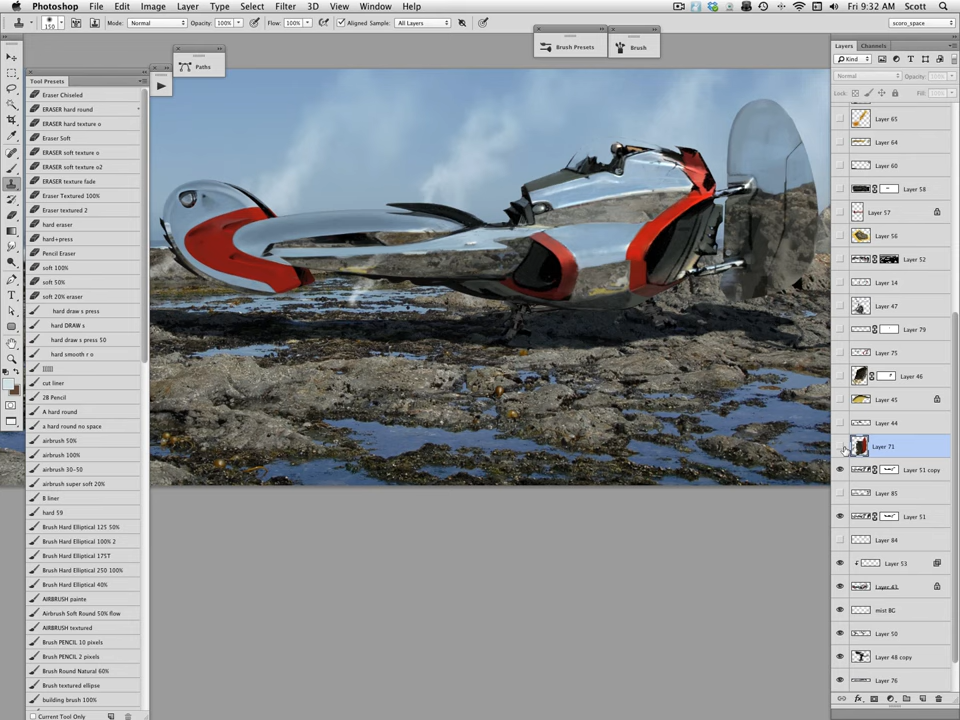 Photoshop File Edit Image Layer Type Select Filter 3D View Window Help Fri 9:32 AM Scott
150 Mode: Normal Opacity: 100% Flow: 100% Aligned Sample: All Layers scoro_space
Paths
Brush Presets Brush
Tool Presets
Eraser Chiseled
ERASER hard round
ERASER hard texture o
Eraser Soft
ERASER soft texture o
ERASER soft texture o2
ERASER texture fade
Eraser Textured 100%
Eraser textured 2
hard eraser
hard+press
Pencil Eraser
soft 100%
soft 50%
soft 20% eraser
hard draw s press
hard DRAW s
hard draw s press 50
hard smooth r o
cut liner
2B Pencil
A hard round
a hard round no space
airbrush 50%
airbrush 100%
airbrush 30-50
airbrush super soft 20%
B liner
hard 59
Brush Hard Elliptical 125 50%
Brush Hard Elliptical 100% 2
Brush Hard Elliptical 175T
Brush Hard Elliptical 250 100%
Brush Hard Elliptical 40%
AIRBRUSH painte
Airbrush Soft Round 50% flow
AIRBRUSH textured
Brush PENCIL 10 pixels
Brush PENCIL 2 pixels
Brush Round Natural 60%
Brush textured ellipse
building brush 100%
Current Tool Only
Layers Channels
Kind
Normal Opacity:
Lock: Fill:
Layer 65
Layer 64
Layer 60
Layer 58
Layer 57
Layer 56
Layer 52
Layer 14
Layer 47
Layer 79
Layer 75
Layer 46
Layer 45
Layer 44
Layer 71
Layer 51 copy
Layer 85
Layer 51
Layer 84
Layer 53
Layer 43
mist BG
Layer 50
Layer 48 copy
Layer 76